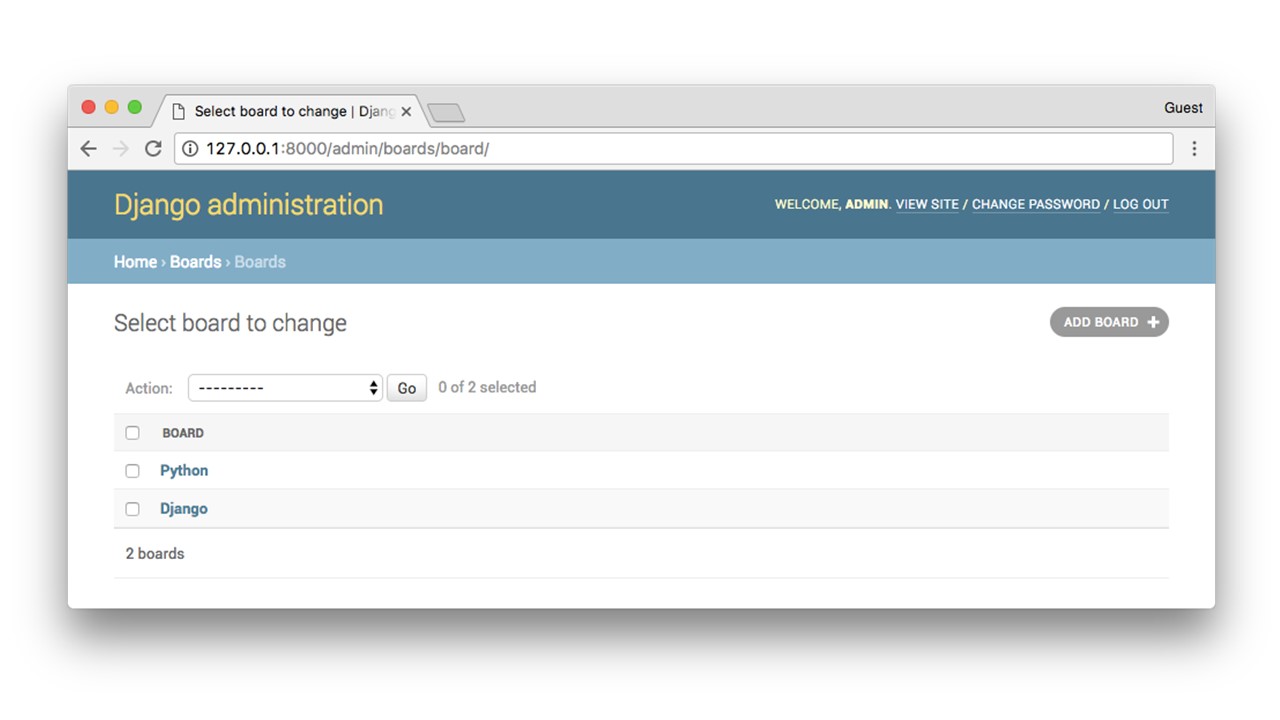 Select board to change | Djang
Guest
127.0.0.1:8000/admin/boards/board/
Django administration
WELCOME, ADMIN. VIEW SITE / CHANGE PASSWORD / LOG OUT
Home › Boards › Boards
Select board to change
ADD BOARD +
Action: --------- Go 0 of 2 selected
BOARD
Python
Django
2 boards